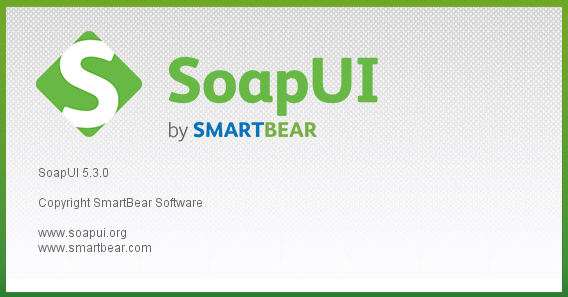 S
SoapUI
by SMARTBEAR
SoapUI 5.3.0
Copyright SmartBear Software
www.soapui.org
www.smartbear.com